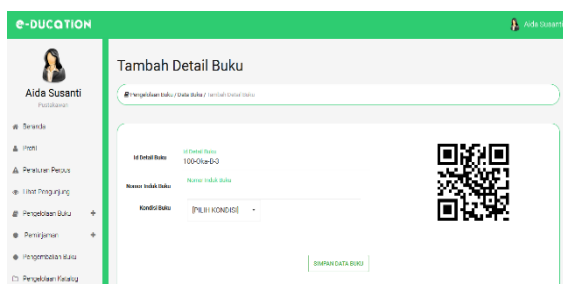 e-DUCATION
Aida Susanti
Aida Susanti
Pustakawan
Beranda
Profil
Peraturan Perpus
Lihat Pengunjung
Pengelolaan Buku +
Peminjaman +
Pengembalian Buku
Pengelolaan Katalog
Tambah Detail Buku
Pengelolaan Buku / Data Buku / Tambah Detail Buku
Id Detail Buku
Id Detail Buku
100-Oka-B-3
Nomor Induk Buku
Nomor Induk Buku
Kondisi Buku
[PILIH KONDISI]
SIMPAN DATA BUKU